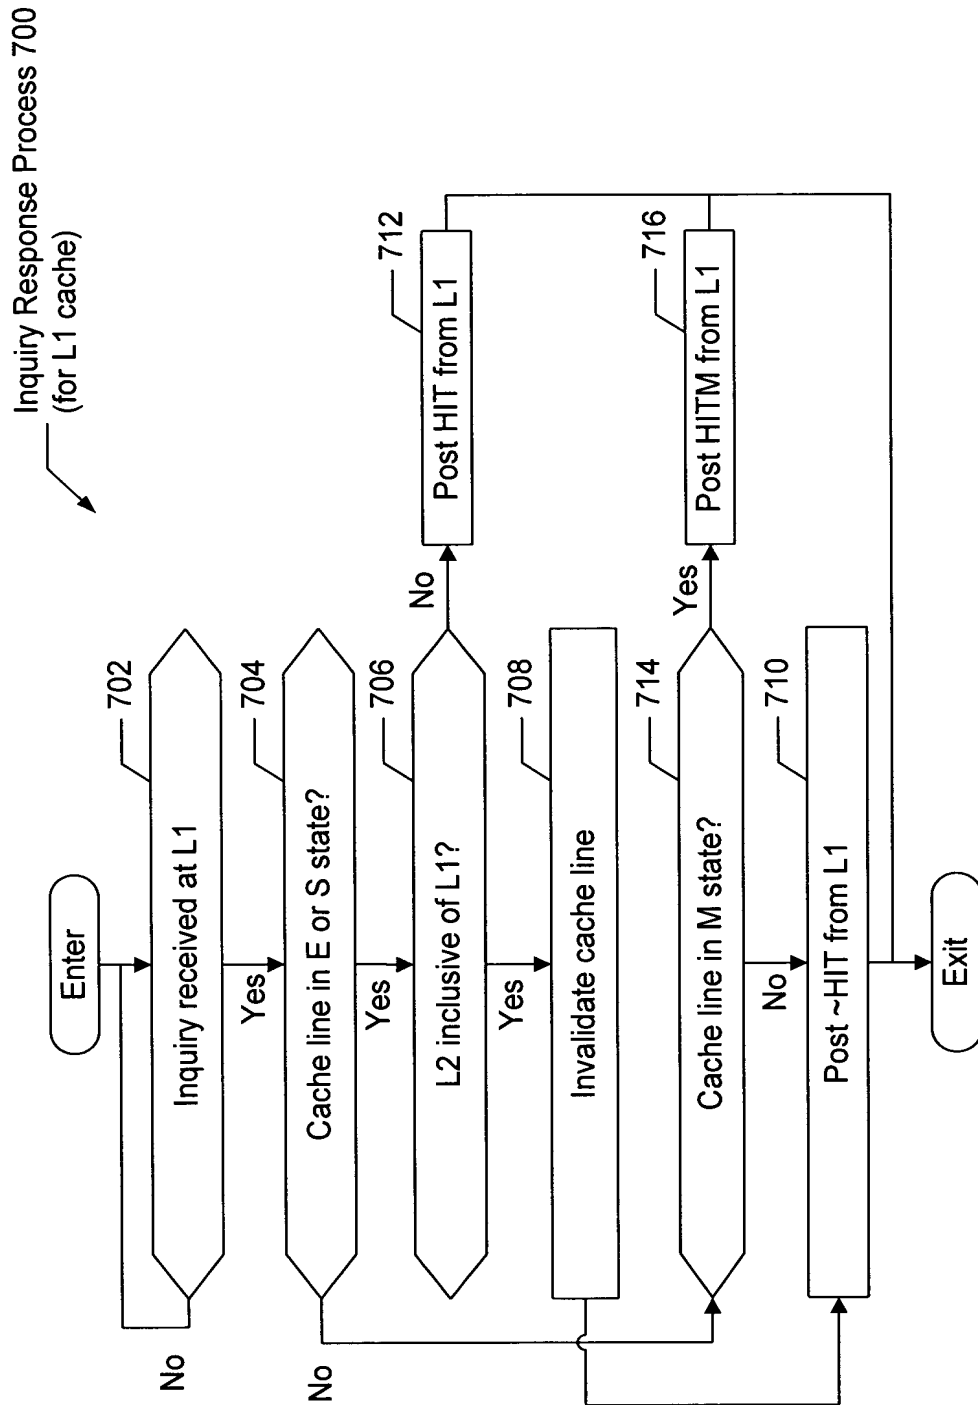 Inquiry Response Process 700
(for L1 cache)
Enter
702
Inquiry received at L1
No
Yes
704
Cache line in E or S state?
No
Yes
706
L2 inclusive of L1?
No
712
Post HIT from L1
Yes
708
Invalidate cache line
714
Cache line in M state?
Yes
716
Post HITM from L1
No
710
Post ~HIT from L1
Exit